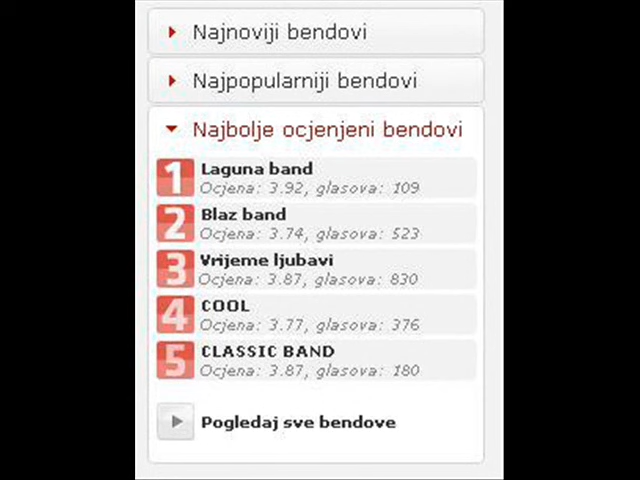 Najnoviji bendovi
Najpopularniji bendovi
Najbolje ocjenjeni bendovi
1 Laguna band
Ocjena: 3.92, glasova: 109
2 Blaz band
Ocjena: 3.74, glasova: 523
3 Vrijeme ljubavi
Ocjena: 3.87, glasova: 830
4 COOL
Ocjena: 3.77, glasova: 376
5 CLASSIC BAND
Ocjena: 3.87, glasova: 180
Pogledaj sve bendove